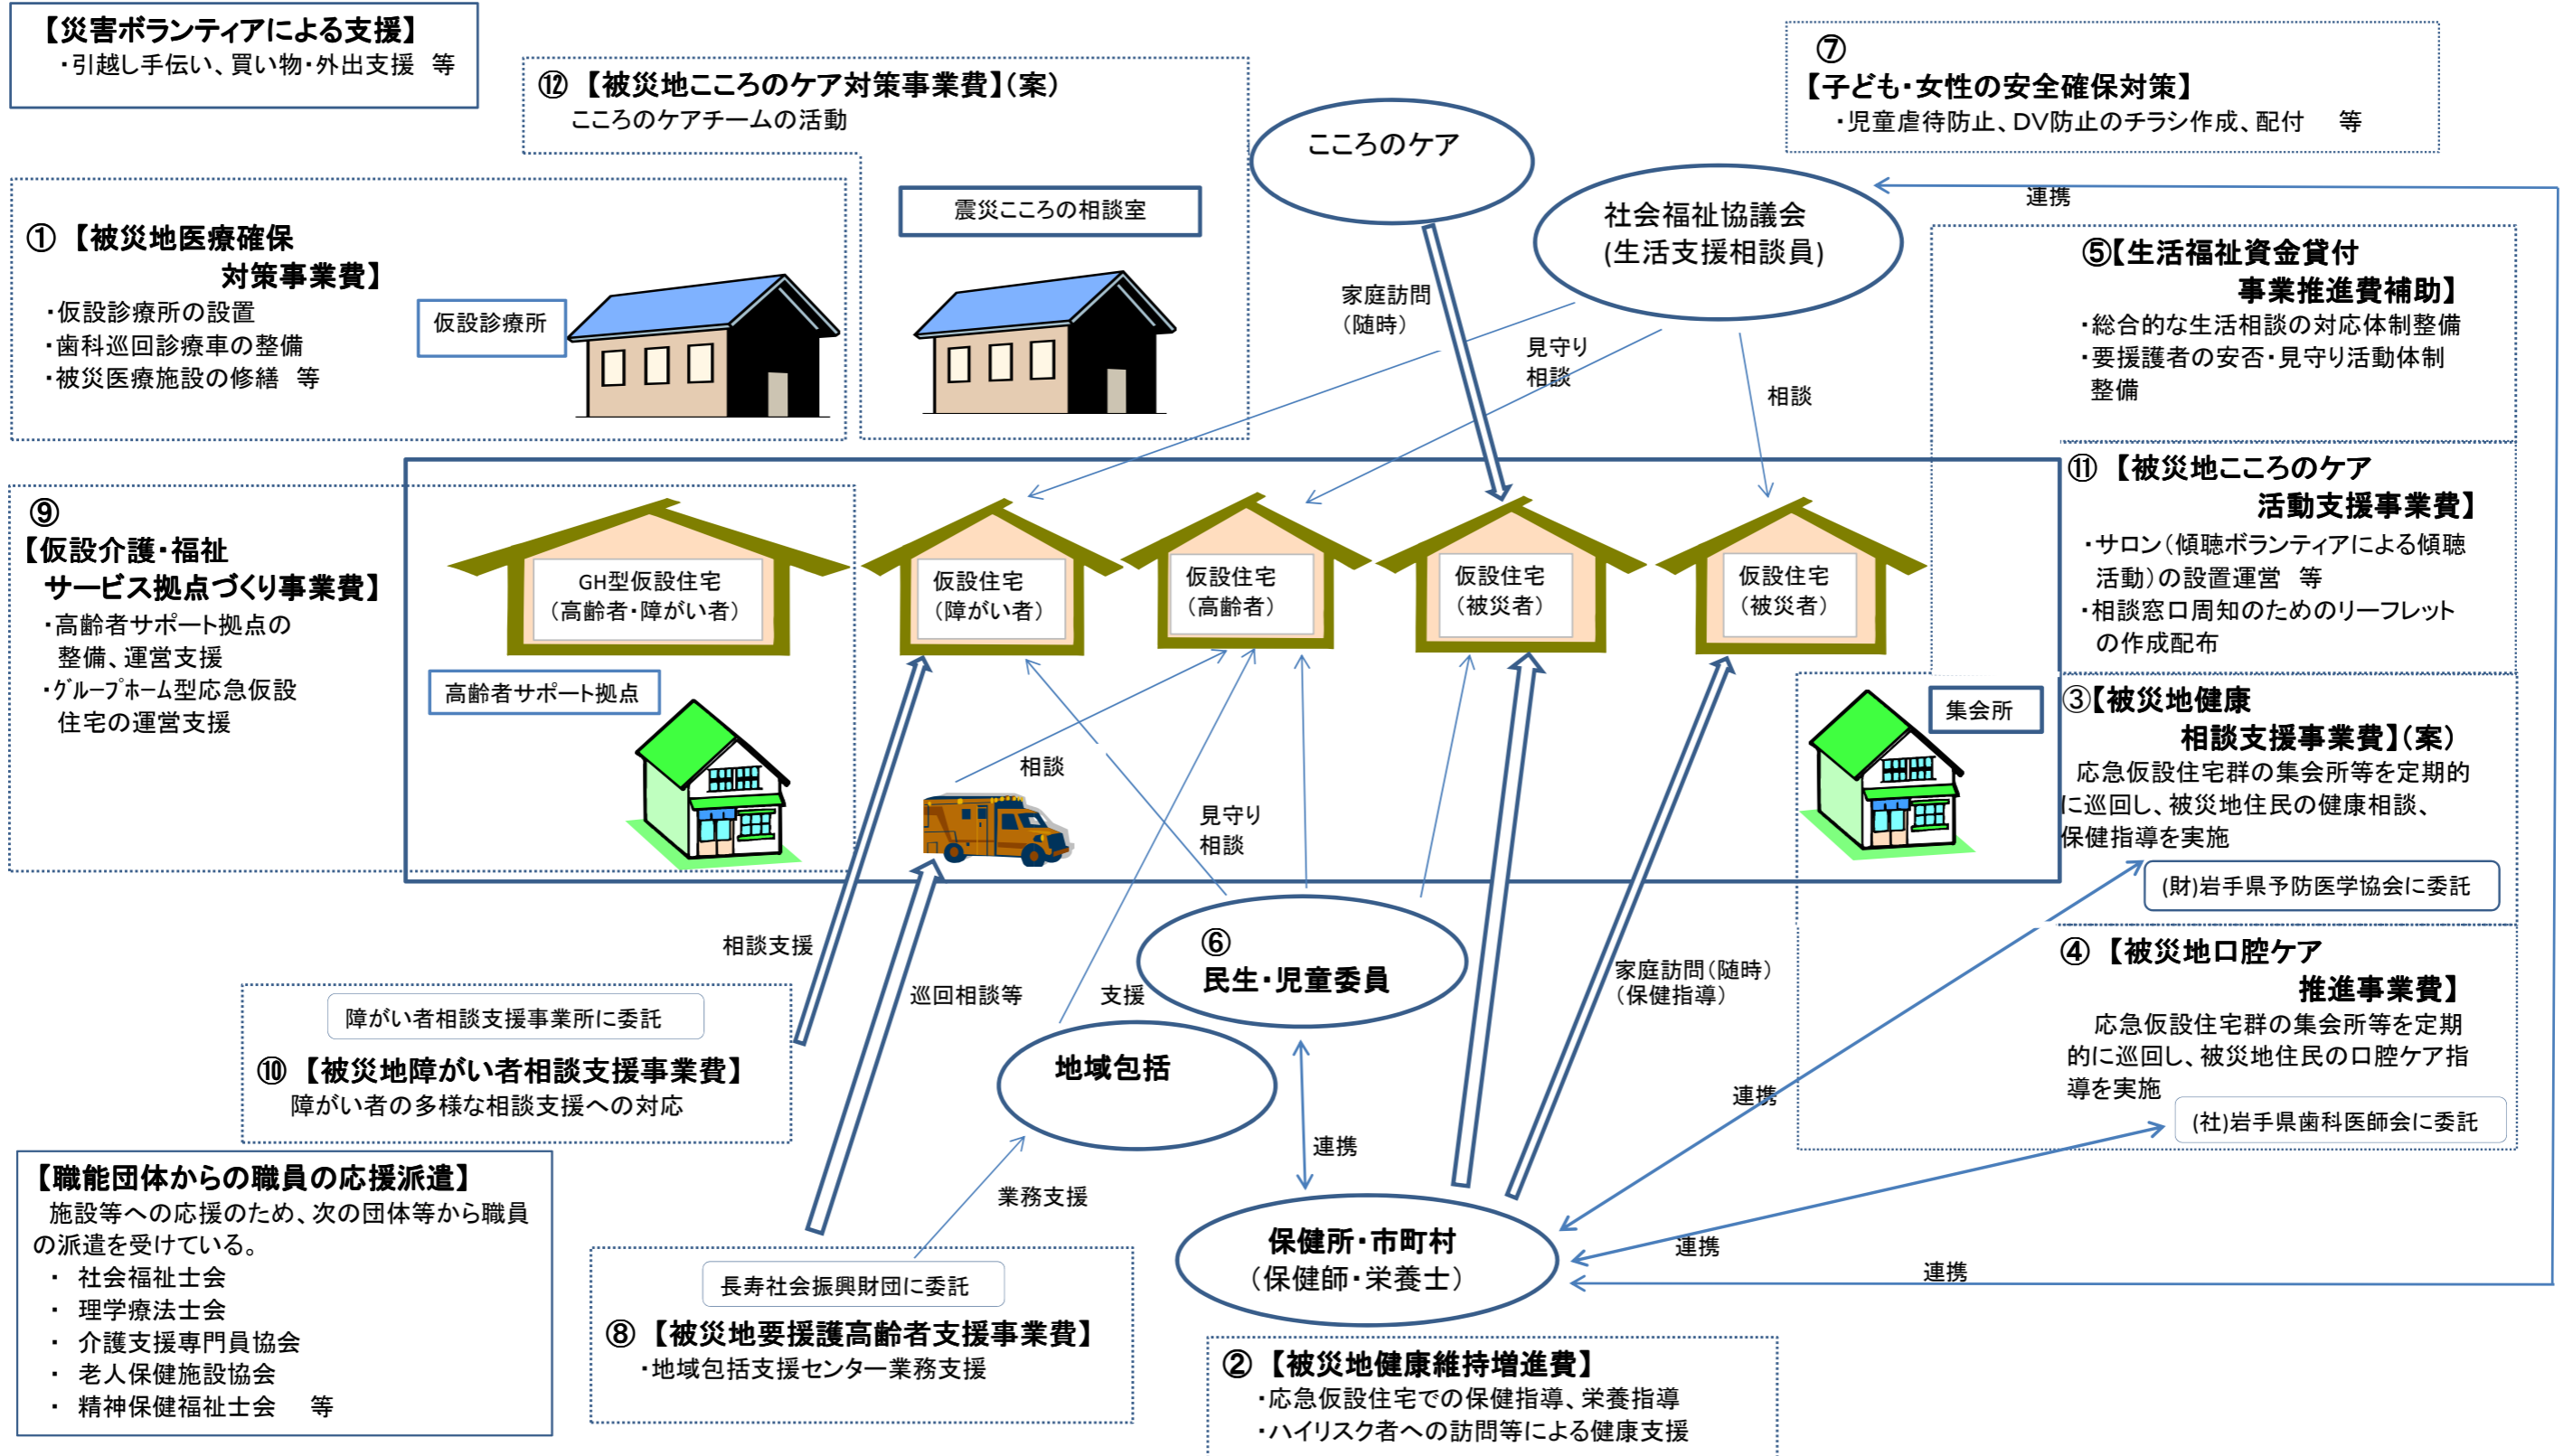 【災害ボランティアによる支援】
・引越し手伝い、買い物・外出支援　等
⑫ 【被災地こころのケア対策事業費】（案）
こころのケアチームの活動
⑦
【子ども・女性の安全確保対策】
・児童虐待防止、DV防止のチラシ作成、配付　等
こころのケア
震災こころの相談室
社会福祉協議会
(生活支援相談員)
連携
① 【被災地医療確保
対策事業費】
・仮設診療所の設置
・歯科巡回診療車の整備
・被災医療施設の修繕　等
仮設診療所
家庭訪問
（随時）
見守り
相談
相談
⑤【生活福祉資金貸付
事業推進費補助】
・総合的な生活相談の対応体制整備
・要援護者の安否・見守り活動体制
整備
⑪ 【被災地こころのケア
活動支援事業費】
・サロン（傾聴ボランティアによる傾聴
活動）の設置運営　等
・相談窓口周知のためのリーフレット
の作成配布
⑨
【仮設介護・福祉
サービス拠点づくり事業費】
・高齢者サポート拠点の
整備、運営支援
・グループホーム型応急仮設
住宅の運営支援
GH型仮設住宅
（高齢者・障がい者）
仮設住宅
（障がい者）
仮設住宅
（高齢者）
仮設住宅
（被災者）
仮設住宅
（被災者）
高齢者サポート拠点
集会所
相談
見守り
相談
③【被災地健康
相談支援事業費】（案）
応急仮設住宅群の集会所等を定期的
に巡回し、被災地住民の健康相談、
保健指導を実施
(財)岩手県予防医学協会に委託
相談支援
巡回相談等
支援
⑥
民生・児童委員
家庭訪問（随時）
（保健指導）
④ 【被災地口腔ケア
推進事業費】
応急仮設住宅群の集会所等を定期
的に巡回し、被災地住民の口腔ケア指
導を実施
(社)岩手県歯科医師会に委託
障がい者相談支援事業所に委託
⑩ 【被災地障がい者相談支援事業費】
障がい者の多様な相談支援への対応
地域包括
連携
連携
業務支援
【職能団体からの職員の応援派遣】
施設等への応援のため、次の団体等から職員
の派遣を受けている。
・ 社会福祉士会
・ 理学療法士会
・ 介護支援専門員協会
・ 老人保健施設協会
・ 精神保健福祉士会　等
長寿社会振興財団に委託
⑧ 【被災地要援護高齢者支援事業費】
・地域包括支援センター業務支援
保健所・市町村
（保健師・栄養士）
連携
連携
② 【被災地健康維持増進費】
・応急仮設住宅での保健指導、栄養指導
・ハイリスク者への訪問等による健康支援